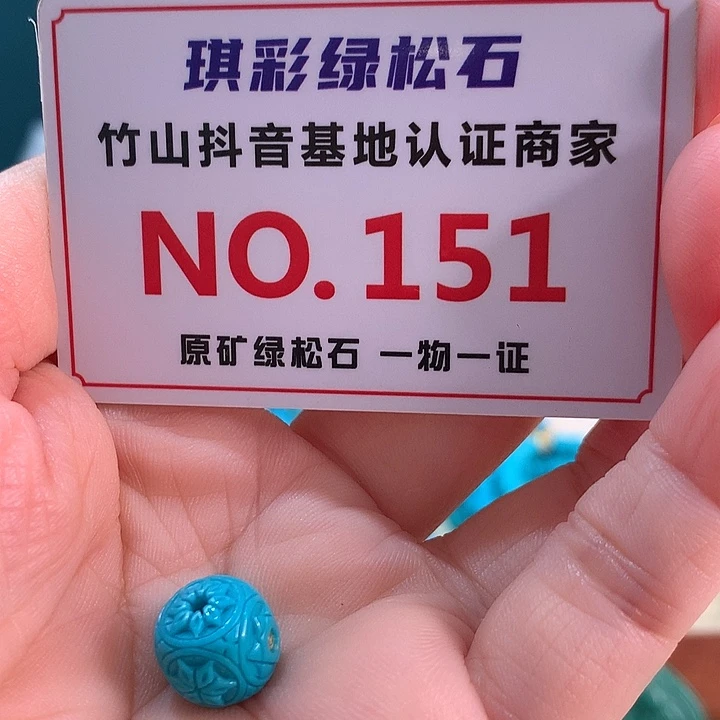 琪彩绿松石
竹山抖音基地认证商家
NO.151
原矿绿松石 一物一证